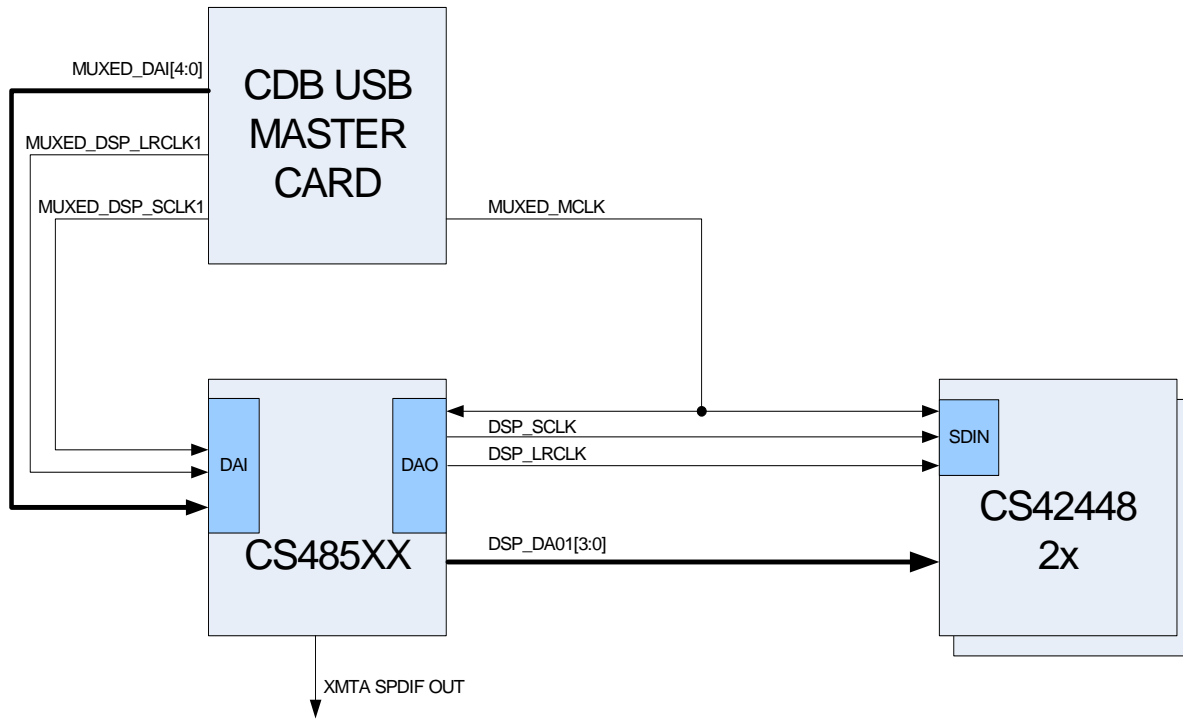 MUXED_DAI[4:0]
CDB USB
MASTER
CARD
MUXED_DSP_LRCLK1
MUXED_DSP_SCLK1
MUXED_MCLK
DSP_SCLK
DSP_LRCLK
DAI
DAO
SDIN
CS485XX
DSP_DA01[3:0]
CS42448
2x
XMTA SPDIF OUT